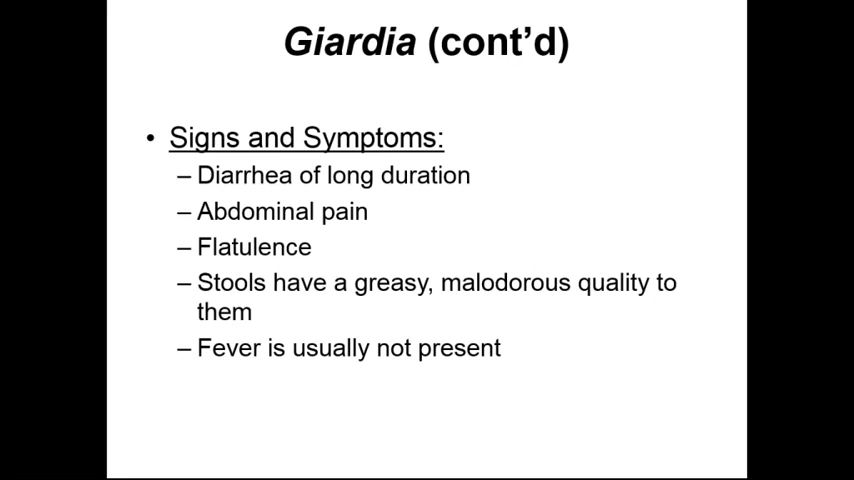 Giardia (cont’d)
• Signs and Symptoms:
– Diarrhea of long duration
– Abdominal pain
– Flatulence
– Stools have a greasy, malodorous quality to
them
– Fever is usually not present